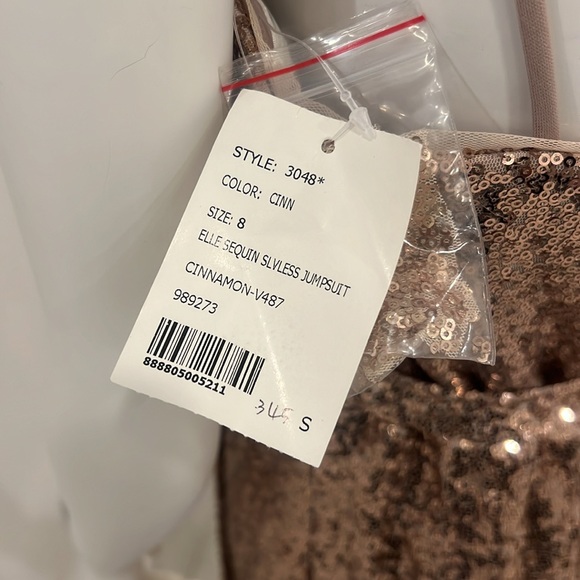 STYLE: 3048*
COLOR: CINN
SIZE: 8
ELLE SEQUIN SLVLESS JUMPSUIT
CINNAMON-V487
989273
888805005211
345 S